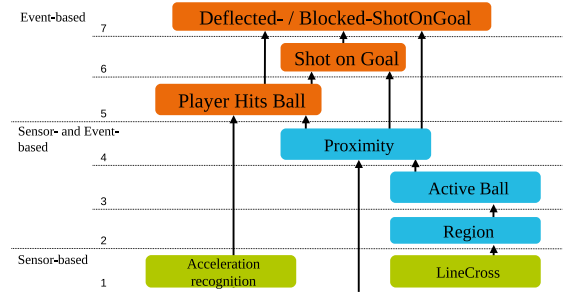 Event-based
Deflected- / Blocked-ShotOnGoal
7
Shot on Goal
6
Player Hits Ball
5
Sensor- and Event-
based
Proximity
4
Active Ball
3
Region
2
Sensor-based
Acceleration
recognition
LineCross
1